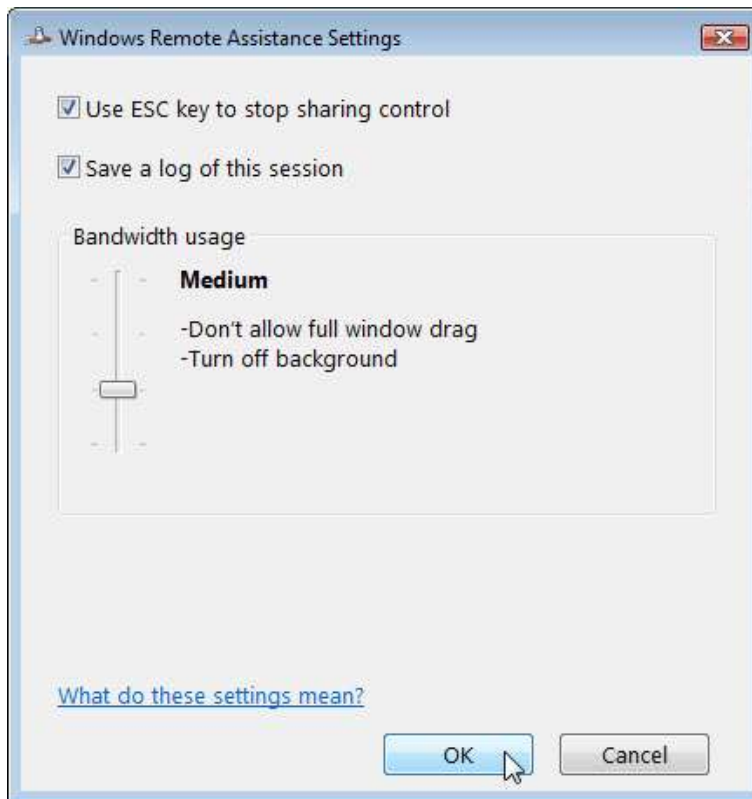 Windows Remote Assistance Settings
Use ESC key to stop sharing control
Save a log of this session
Bandwidth usage
Medium
-Don't allow full window drag
-Turn off background
What do these settings mean?
OK
Cancel